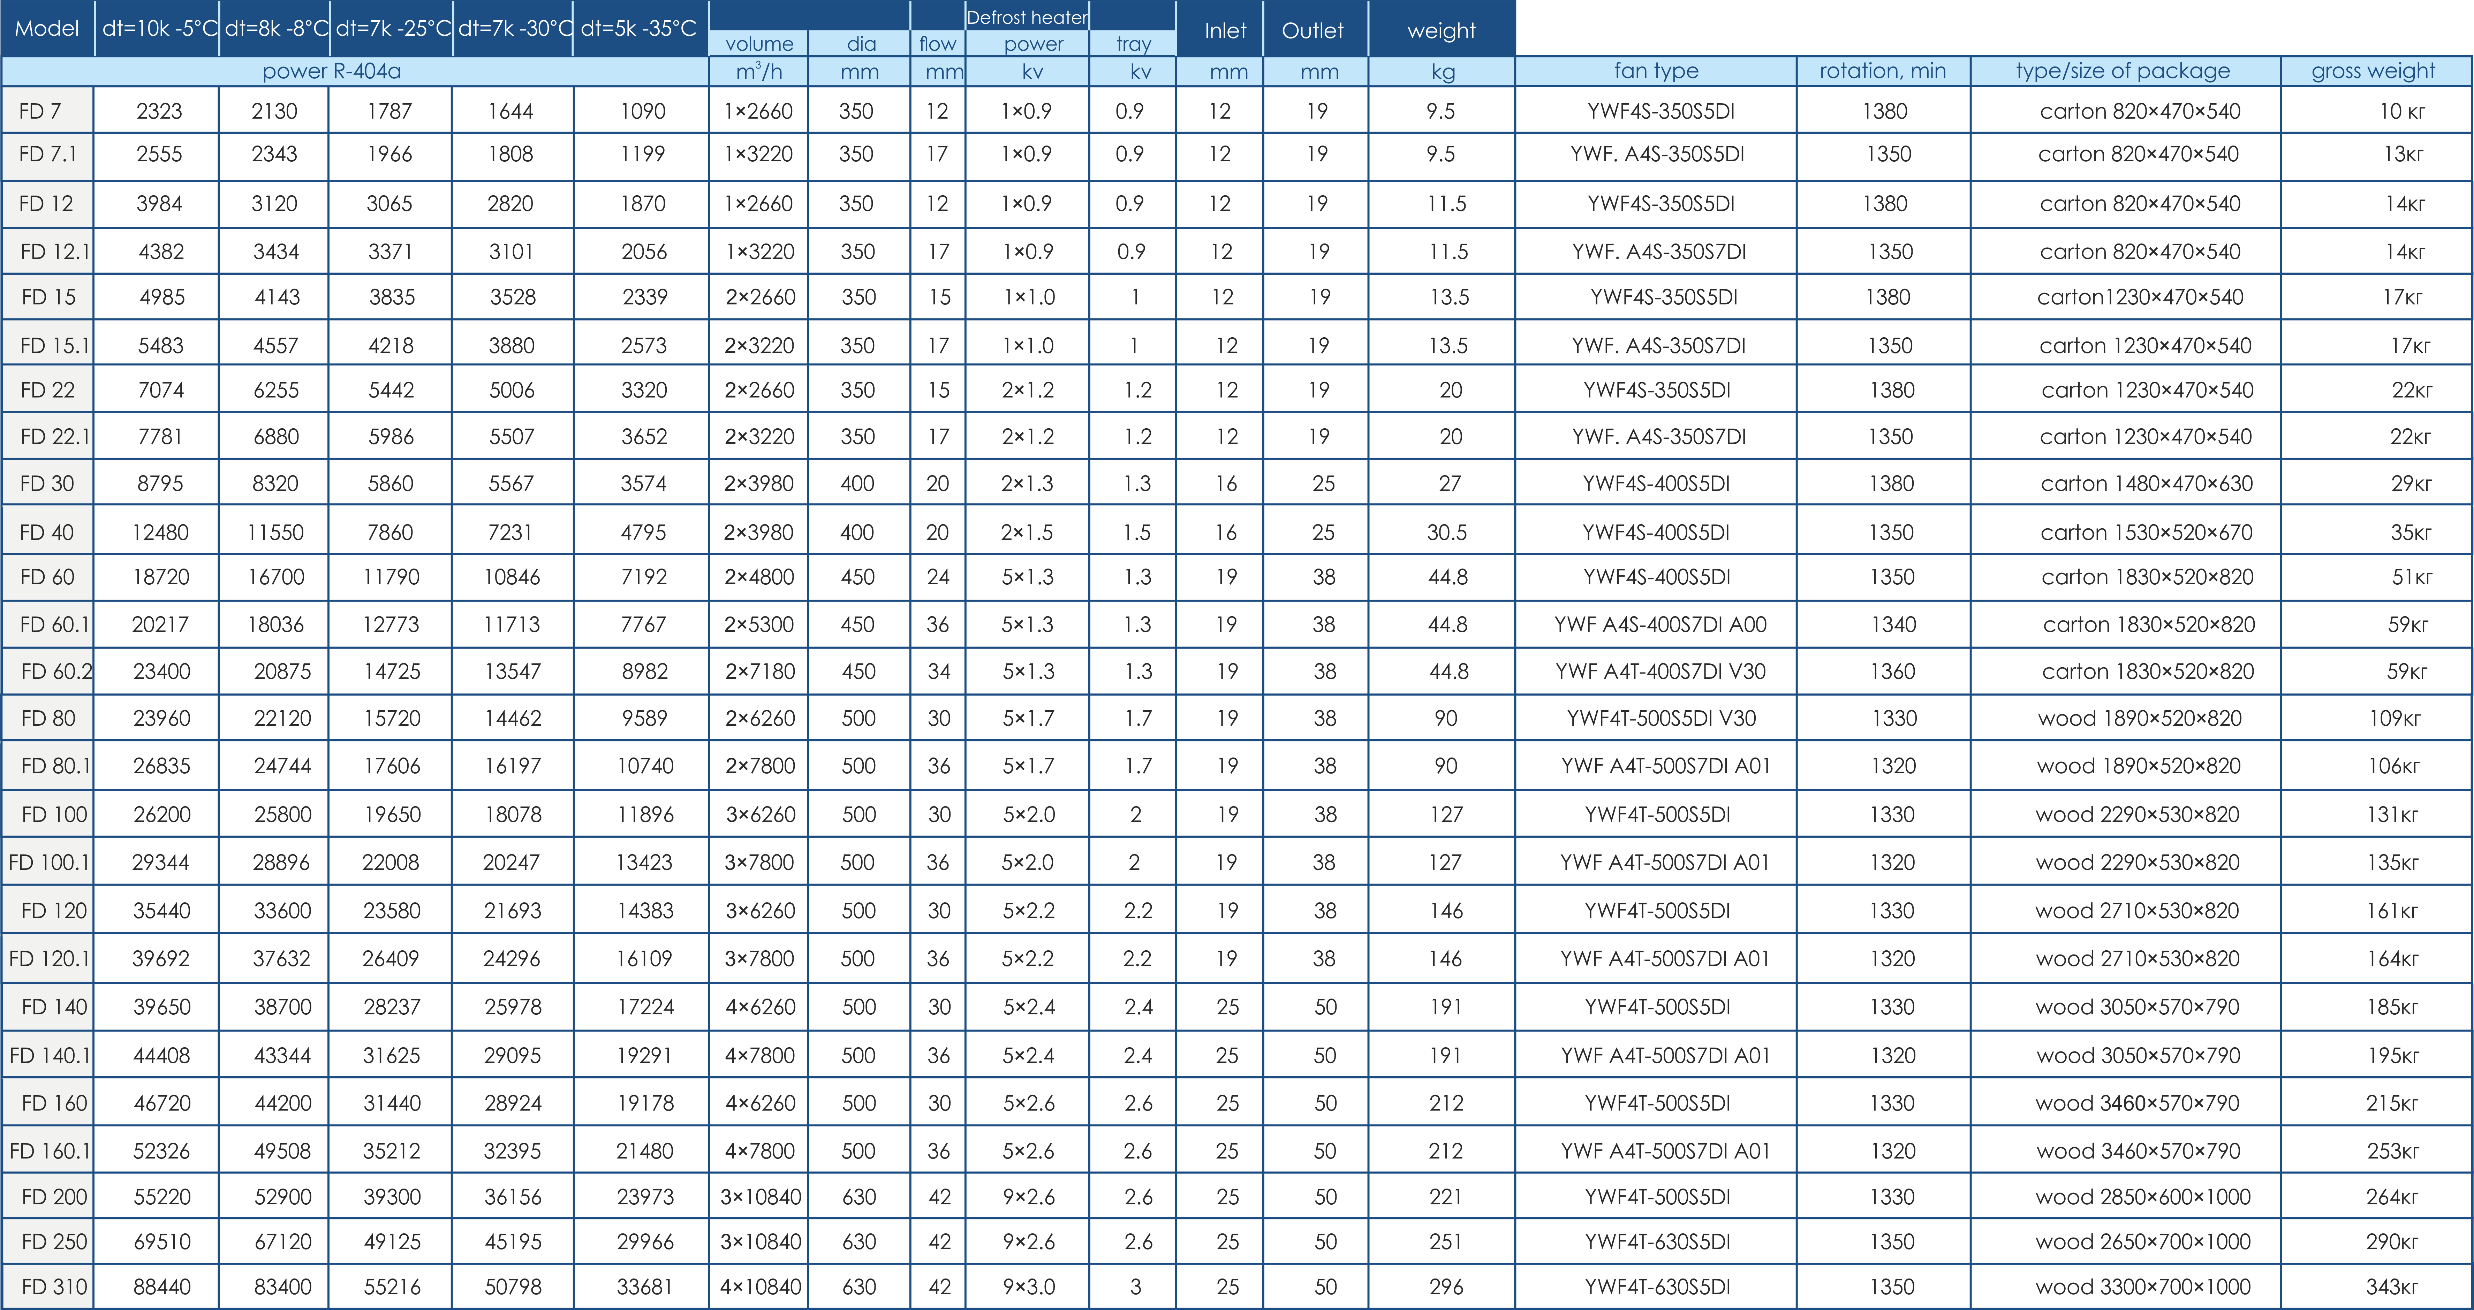 Model dt=10k -5°C dt=8k -8°C dt=7k -25°C dt=7k -30°C dt=5k -35°C Defrost heater Inlet Outlet weight
volume dia flow power tray
power R-404a m³/h mm mm kv kv mm mm kg fan type rotation, min type/size of package gross weight
FD 7 2323 2130 1787 1644 1090 1×2660 350 12 1×0.9 0.9 12 19 9.5 YWF4S-350S5DI 1380 carton 820×470×540 10 кг
FD 7.1 2555 2343 1966 1808 1199 1×3220 350 17 1×0.9 0.9 12 19 9.5 YWF. A4S-350S5DI 1350 carton 820×470×540 13кг
FD 12 3984 3120 3065 2820 1870 1×2660 350 12 1×0.9 0.9 12 19 11.5 YWF4S-350S5DI 1380 carton 820×470×540 14кг
FD 12.1 4382 3434 3371 3101 2056 1×3220 350 17 1×0.9 0.9 12 19 11.5 YWF. A4S-350S7DI 1350 carton 820×470×540 14кг
FD 15 4985 4143 3835 3528 2339 2×2660 350 15 1×1.0 1 12 19 13.5 YWF4S-350S5DI 1380 carton1230×470×540 17кг
FD 15.1 5483 4557 4218 3880 2573 2×3220 350 17 1×1.0 1 12 19 13.5 YWF. A4S-350S7DI 1350 carton 1230×470×540 17кг
FD 22 7074 6255 5442 5006 3320 2×2660 350 15 2×1.2 1.2 12 19 20 YWF4S-350S5DI 1380 carton 1230×470×540 22кг
FD 22.1 7781 6880 5986 5507 3652 2×3220 350 17 2×1.2 1.2 12 19 20 YWF. A4S-350S7DI 1350 carton 1230×470×540 22кг
FD 30 8795 8320 5860 5567 3574 2×3980 400 20 2×1.3 1.3 16 25 27 YWF4S-400S5DI 1380 carton 1480×470×630 29кг
FD 40 12480 11550 7860 7231 4795 2×3980 400 20 2×1.5 1.5 16 25 30.5 YWF4S-400S5DI 1350 carton 1530×520×670 35кг
FD 60 18720 16700 11790 10846 7192 2×4800 450 24 5×1.3 1.3 19 38 44.8 YWF4S-400S5DI 1350 carton 1830×520×820 51кг
FD 60.1 20217 18036 12773 11713 7767 2×5300 450 36 5×1.3 1.3 19 38 44.8 YWF A4S-400S7DI A00 1340 carton 1830×520×820 59кг
FD 60.2 23400 20875 14725 13547 8982 2×7180 450 34 5×1.3 1.3 19 38 44.8 YWF A4T-400S7DI V30 1360 carton 1830×520×820 59кг
FD 80 23960 22120 15720 14462 9589 2×6260 500 30 5×1.7 1.7 19 38 90 YWF4T-500S5DI V30 1330 wood 1890×520×820 109кг
FD 80.1 26835 24744 17606 16197 10740 2×7800 500 36 5×1.7 1.7 19 38 90 YWF A4T-500S7DI A01 1320 wood 1890×520×820 106кг
FD 100 26200 25800 19650 18078 11896 3×6260 500 30 5×2.0 2 19 38 127 YWF4T-500S5DI 1330 wood 2290×530×820 131кг
FD 100.1 29344 28896 22008 20247 13423 3×7800 500 36 5×2.0 2 19 38 127 YWF A4T-500S7DI A01 1320 wood 2290×530×820 135кг
FD 120 35440 33600 23580 21693 14383 3×6260 500 30 5×2.2 2.2 19 38 146 YWF4T-500S5DI 1330 wood 2710×530×820 161кг
FD 120.1 39692 37632 26409 24296 16109 3×7800 500 36 5×2.2 2.2 19 38 146 YWF A4T-500S7DI A01 1320 wood 2710×530×820 164кг
FD 140 39650 38700 28237 25978 17224 4×6260 500 30 5×2.4 2.4 25 50 191 YWF4T-500S5DI 1330 wood 3050×570×790 185кг
FD 140.1 44408 43344 31625 29095 19291 4×7800 500 36 5×2.4 2.4 25 50 191 YWF A4T-500S7DI A01 1320 wood 3050×570×790 195кг
FD 160 46720 44200 31440 28924 19178 4×6260 500 30 5×2.6 2.6 25 50 212 YWF4T-500S5DI 1330 wood 3460×570×790 215кг
FD 160.1 52326 49508 35212 32395 21480 4×7800 500 36 5×2.6 2.6 25 50 212 YWF A4T-500S7DI A01 1320 wood 3460×570×790 253кг
FD 200 55220 52900 39300 36156 23973 3×10840 630 42 9×2.6 2.6 25 50 221 YWF4T-500S5DI 1330 wood 2850×600×1000 264кг
FD 250 69510 67120 49125 45195 29966 3×10840 630 42 9×2.6 2.6 25 50 251 YWF4T-630S5DI 1350 wood 2650×700×1000 290кг
FD 310 88440 83400 55216 50798 33681 4×10840 630 42 9×3.0 3 25 50 296 YWF4T-630S5DI 1350 wood 3300×700×1000 343кг